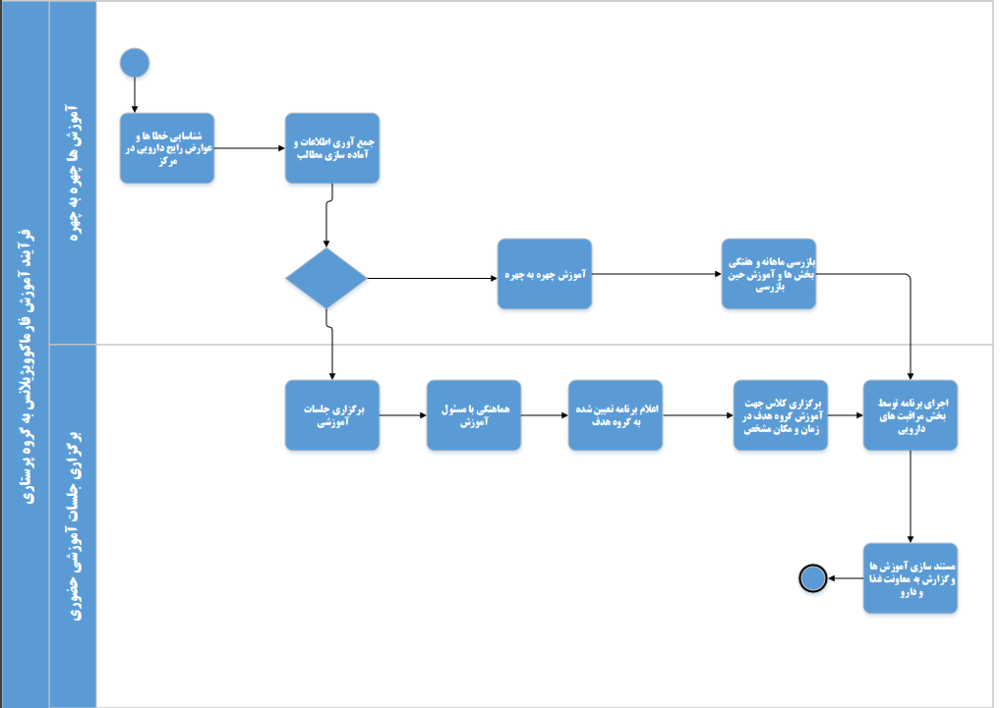 فرآیند آموزش فارماکوویژیلانس به گروه پرستاری
آموزش ها چهره به چهره
شناسایی خطا ها و
عوارض رایج دارویی در
مرکز
جمع آوری اطلاعات و
آماده سازی مطالب
آموزش چهره به چهره
بازرسی ماهانه و هفتگی
بخش ها و آموزش حین
بازرسی
برگزاری جلسات آموزشی حضوری
برگزاری جلسات
آموزشی
هماهنگی با مسئول
آموزش
اعلام برنامه تعیین شده
به گروه هدف
برگزاری کلاس جهت
آموزش گروه هدف در
زمان و مکان مشخص
اجرای برنامه توسط
بخش مراقبت های
دارویی
مستند سازی آموزش ها
و گزارش به معاونت غذا
و دارو